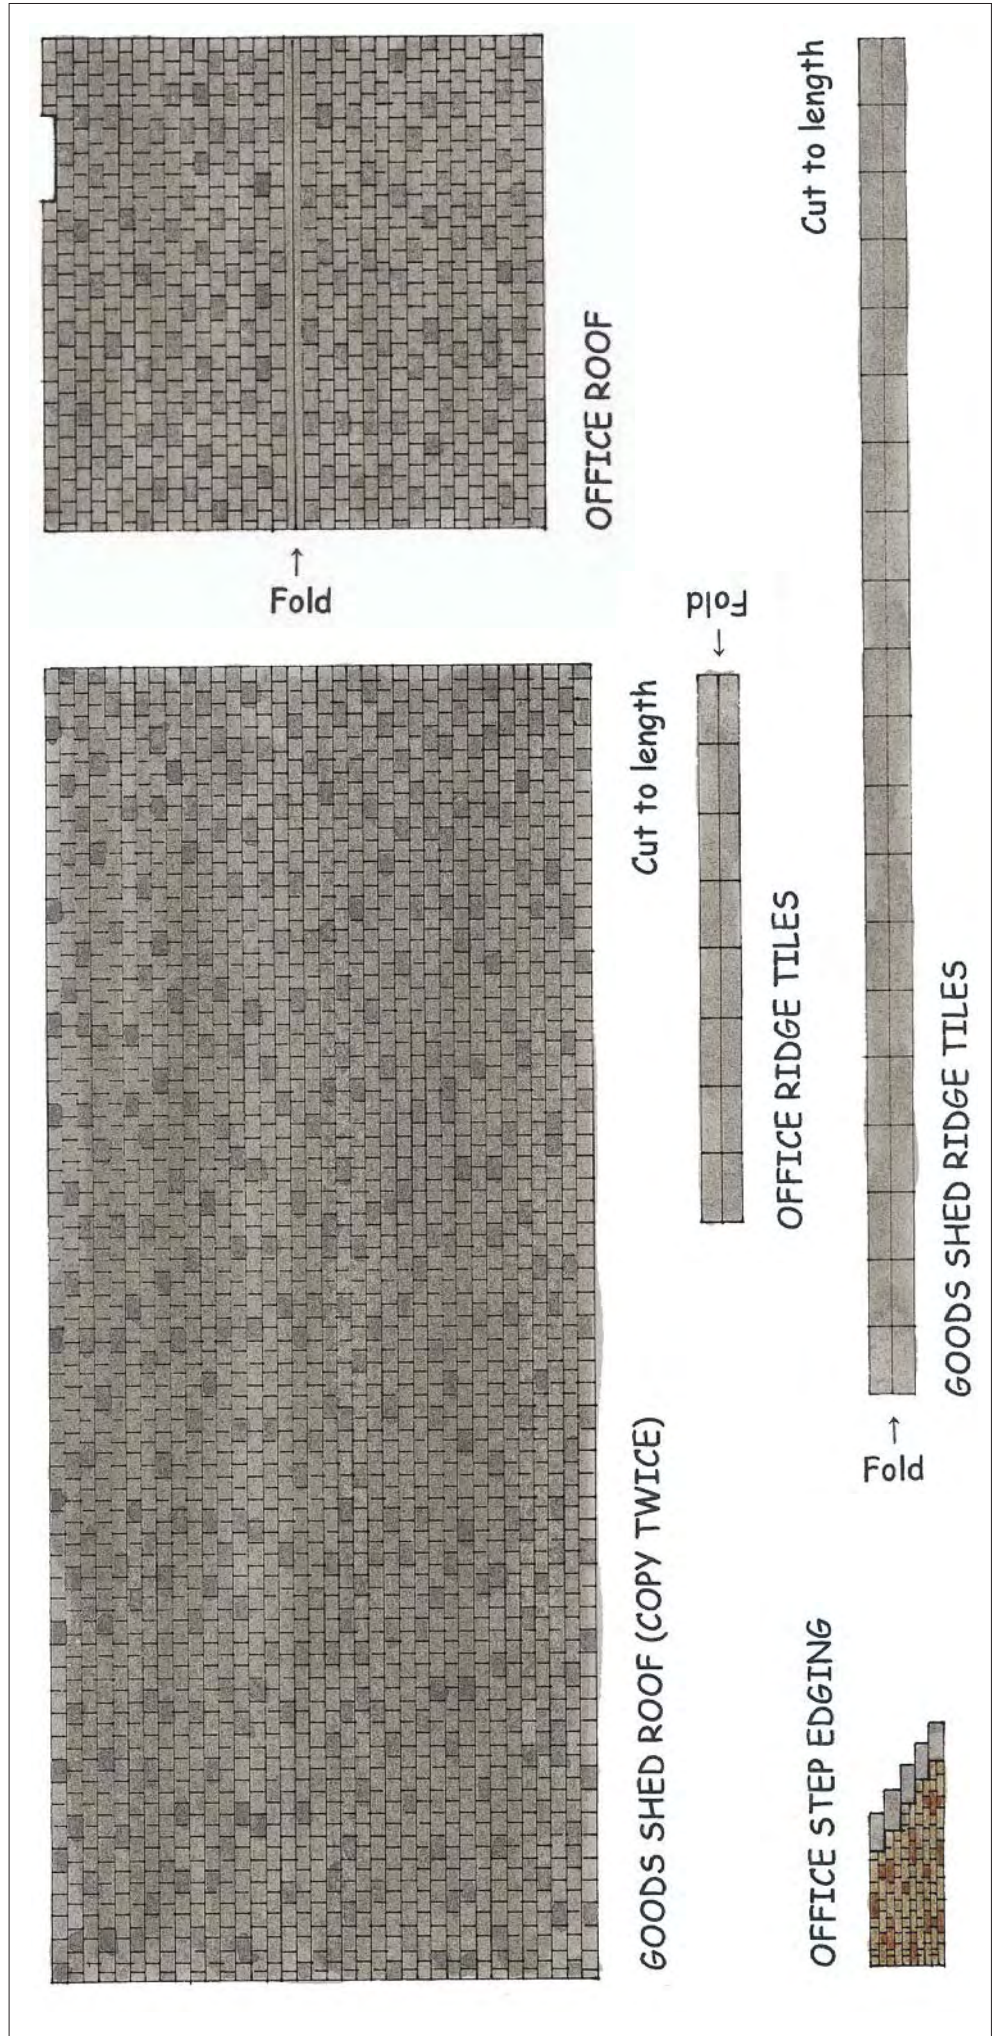 Cut to length
OFFICE ROOF
Fold
Fold
Cut to length
OFFICE RIDGE TILES
GOODS SHED RIDGE TILES
Fold
GOODS SHED ROOF (COPY TWICE)
OFFICE STEP EDGING